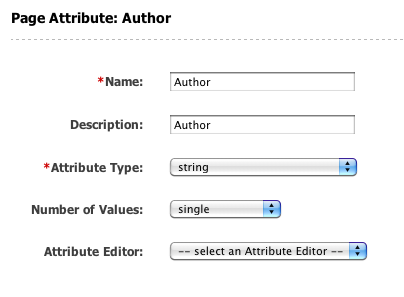 Page Attribute: Author
*Name: Author
Description: Author
*Attribute Type: string
Number of Values: single
Attribute Editor: -- select an Attribute Editor --